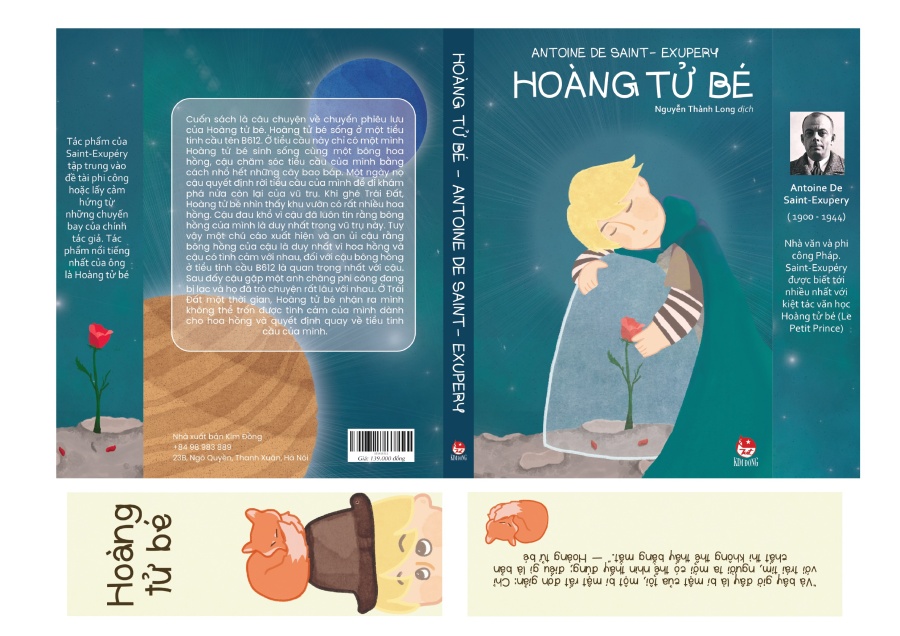 Tác phẩm của
Saint-Exupéry
tập trung vào
đề tài phi công
hoặc lấy cảm
hứng từ
những chuyến
bay của chính
tác giả. Tác
phẩm nổi tiếng
nhất của ông
là Hoàng tử bé
Cuốn sách là câu chuyện về chuyến phiêu lưu
của Hoàng tử bé. Hoàng tử bé sống ở một tiểu
tinh cầu tên B612. Ở tiểu cầu này chỉ có một mình
Hoàng tử bé sinh sống cùng một bông hoa
hồng, cậu chăm sóc tiểu cầu của mình bằng
cách nhổ hết những cây bao báp. Một ngày nọ
cậu quyết định rời tiểu cầu của mình để đi khám
phá nửa còn lại của vũ trụ. Khi ghé Trái Đất,
Hoàng tử bé nhìn thấy khu vườn có rất nhiều hoa
hồng. Cậu đau khổ vì cậu đã luôn tin rằng bông
hồng của mình là duy nhất trong vũ trụ này. Tuy
vậy một chú cáo xuất hiện và an ủi cậu rằng
bông hồng của cậu là duy nhất vì hoa hồng và
cậu có tình cảm với nhau, đối với cậu bông hồng
ở tiểu tinh cầu B612 là quan trọng nhất với cậu.
Sau đấy cậu gặp một anh chàng phi công đang
bị lạc và họ đã trò chuyện rất lâu với nhau. Ở Trái
Đất một thời gian, Hoàng tử bé nhận ra mình
không thể trốn được tình cảm của mình dành
cho hoa hồng và quyết định quay về tiểu tinh
cầu của mình.
Nhà xuất bản Kim Đồng
+84 98 983 889
23B, Ngô Quyền, Thanh Xuân, Hà Nội
Giá: 139.000 đồng
HOÀNG TỬ BÉ - ANTOINE DE SAINT - EXUPERY
KIM ĐỒNG
ANTOINE DE SAINT- EXUPERY
HOÀNG TỬ BÉ
Nguyễn Thành Long dịch
KIM ĐỒNG
Antoine De
Saint-Exupery
(1900 - 1944)
Nhà văn và phi
công Pháp.
Saint-Exupéry
được biết tới
nhiều nhất với
kiệt tác văn học
Hoàng tử bé (Le
Petit Prince)
Hoàng
tử bé
"Và bây giờ đây là bí mật của tôi, một bí mật rất đơn giản: Chỉ
với trái tim, người ta mới có thể nhìn thấy đúng; điều gì là bản
chất thì không thể thấy bằng mắt." — Hoàng tử bé